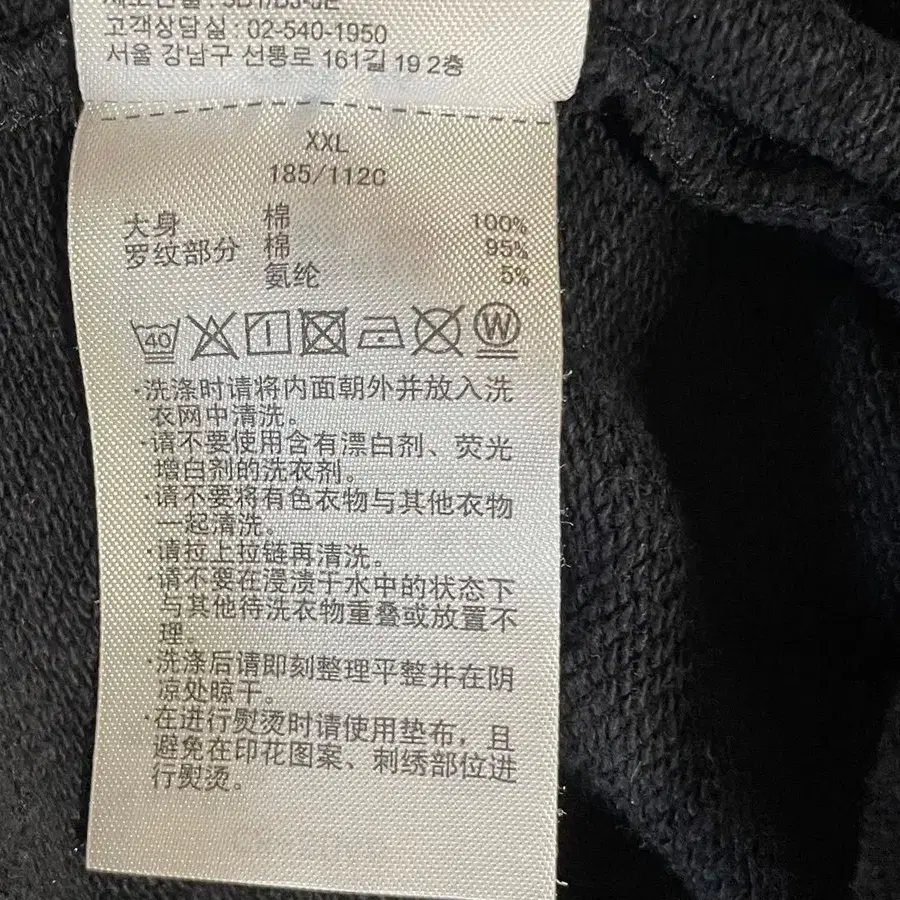 고객상담실 : 02-540-1950
서울 강남구 선릉로 161길 19 2층
XXL
185/112C
大身 棉 100%
罗纹部分 棉 95%
氨纶 5%
40 W
·洗涤时请将内面朝外并放入洗
衣网中清洗。
·请不要使用含有漂白剂、荧光
增白剂的洗衣剂。
·请不要将有色衣物与其他衣物
一起清洗。
·请拉上拉链再清洗。
·请不要在浸渍于水中的状态下
与其他待洗衣物重叠或放置不
理。
·洗涤后请即刻整理平整并在阴
凉处晾干。
·在进行熨烫时请使用垫布，且
避免在印花图案、刺绣部位进
行熨烫。